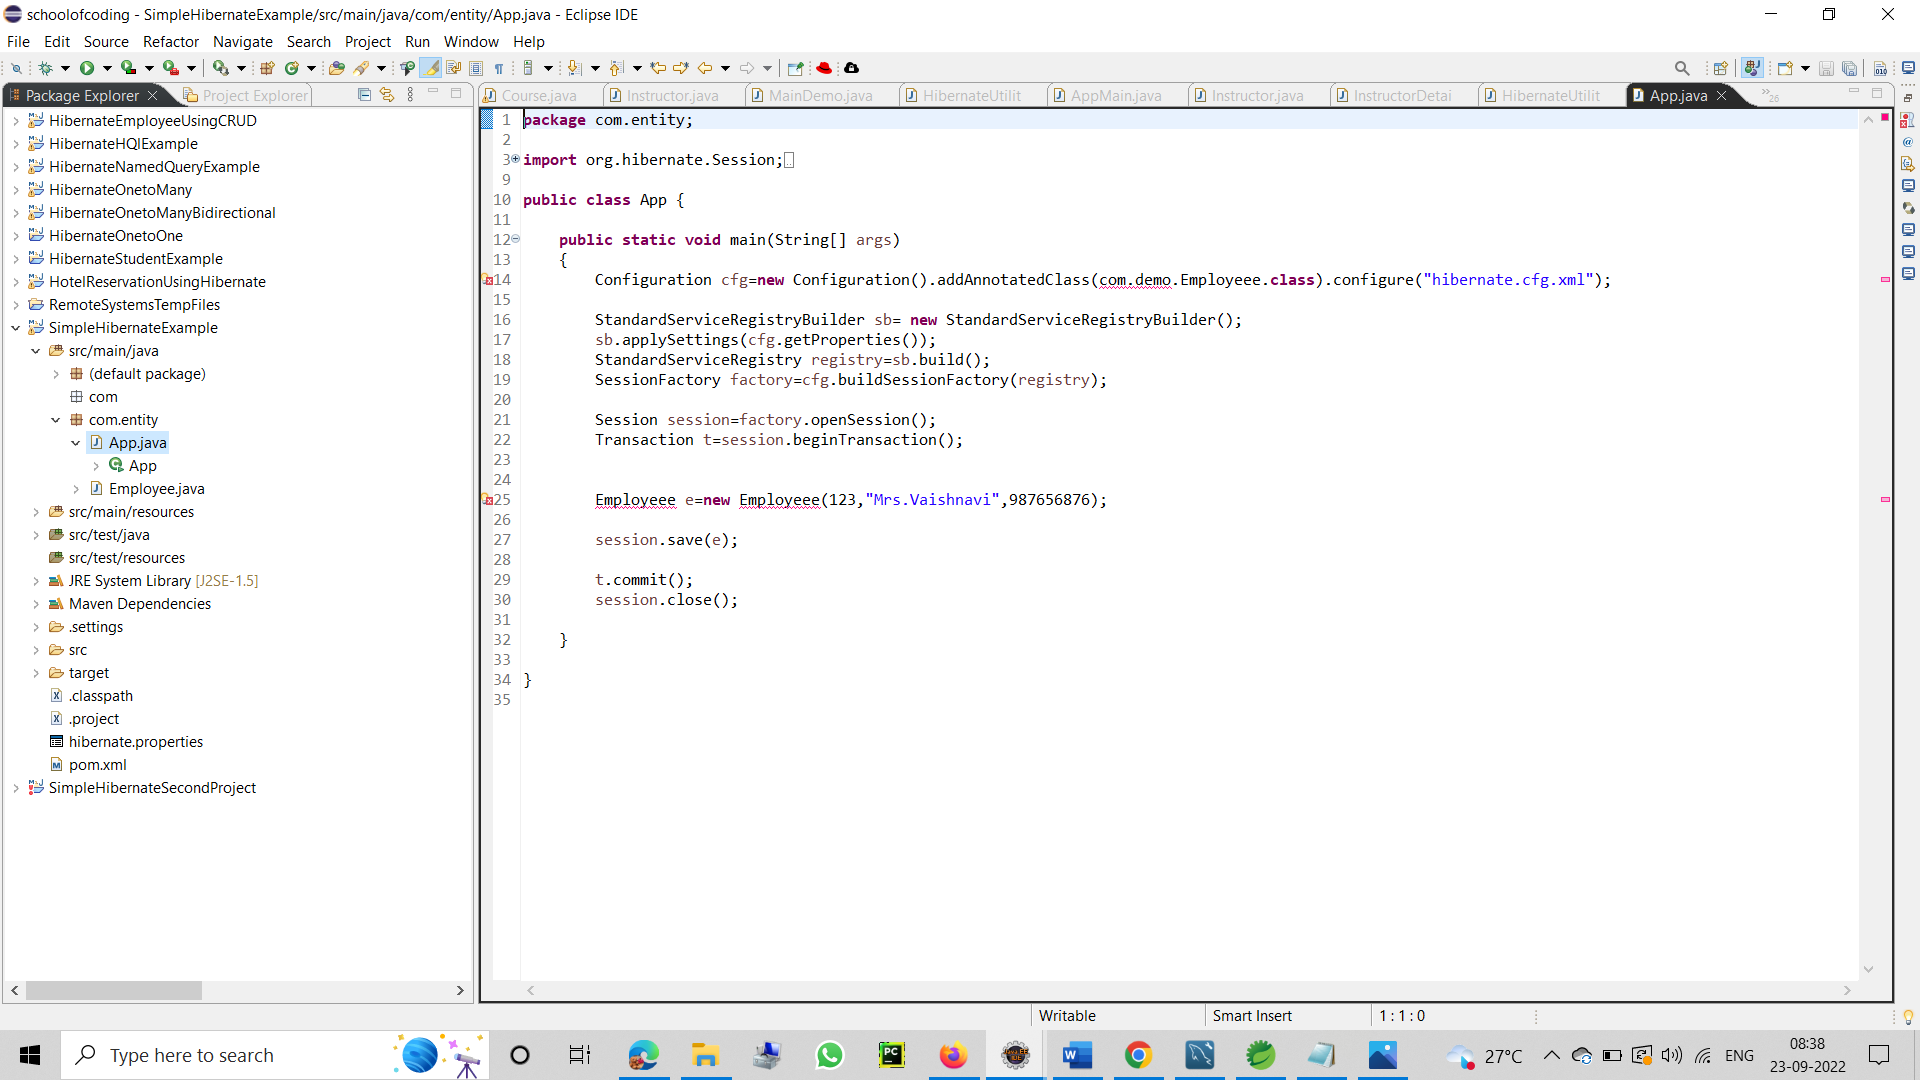 schoolofcoding - SimpleHibernateExample/src/main/java/com/entity/App.java - Eclipse IDE
File Edit Source Refactor Navigate Search Project Run Window Help
Package Explorer Project Explorer
Course.java Instructor.java MainDemo.java HibernateUtilit AppMain.java Instructor.java InstructorDetai HibernateUtilit App.java 26
HibernateEmployeeUsingCRUD
HibernateHQlExample
HibernateNamedQueryExample
HibernateOnetoMany
HibernateOnetoManyBidirectional
HibernateOnetoOne
HibernateStudentExample
HotelReservationUsingHibernate
RemoteSystemsTempFiles
SimpleHibernateExample
src/main/java
(default package)
com
com.entity
App.java
App
Employee.java
src/main/resources
src/test/java
src/test/resources
JRE System Library [J2SE-1.5]
Maven Dependencies
.settings
src
target
.classpath
.project
hibernate.properties
pom.xml
SimpleHibernateSecondProject
1 package com.entity;
2
3 import org.hibernate.Session;
9
10 public class App {
11
12 public static void main(String[] args)
13 {
14 Configuration cfg=new Configuration().addAnnotatedClass(com.demo.Employeee.class).configure("hibernate.cfg.xml");
15
16 StandardServiceRegistryBuilder sb= new StandardServiceRegistryBuilder();
17 sb.applySettings(cfg.getProperties());
18 StandardServiceRegistry registry=sb.build();
19 SessionFactory factory=cfg.buildSessionFactory(registry);
20
21 Session session=factory.openSession();
22 Transaction t=session.beginTransaction();
23
24
25 Employeee e=new Employeee(123,"Mrs.Vaishnavi",987656876);
26
27 session.save(e);
28
29 t.commit();
30 session.close();
31
32 }
33
34 }
35
Writable Smart Insert 1 : 1 : 0
Type here to search
27°C ENG 08:38
23-09-2022